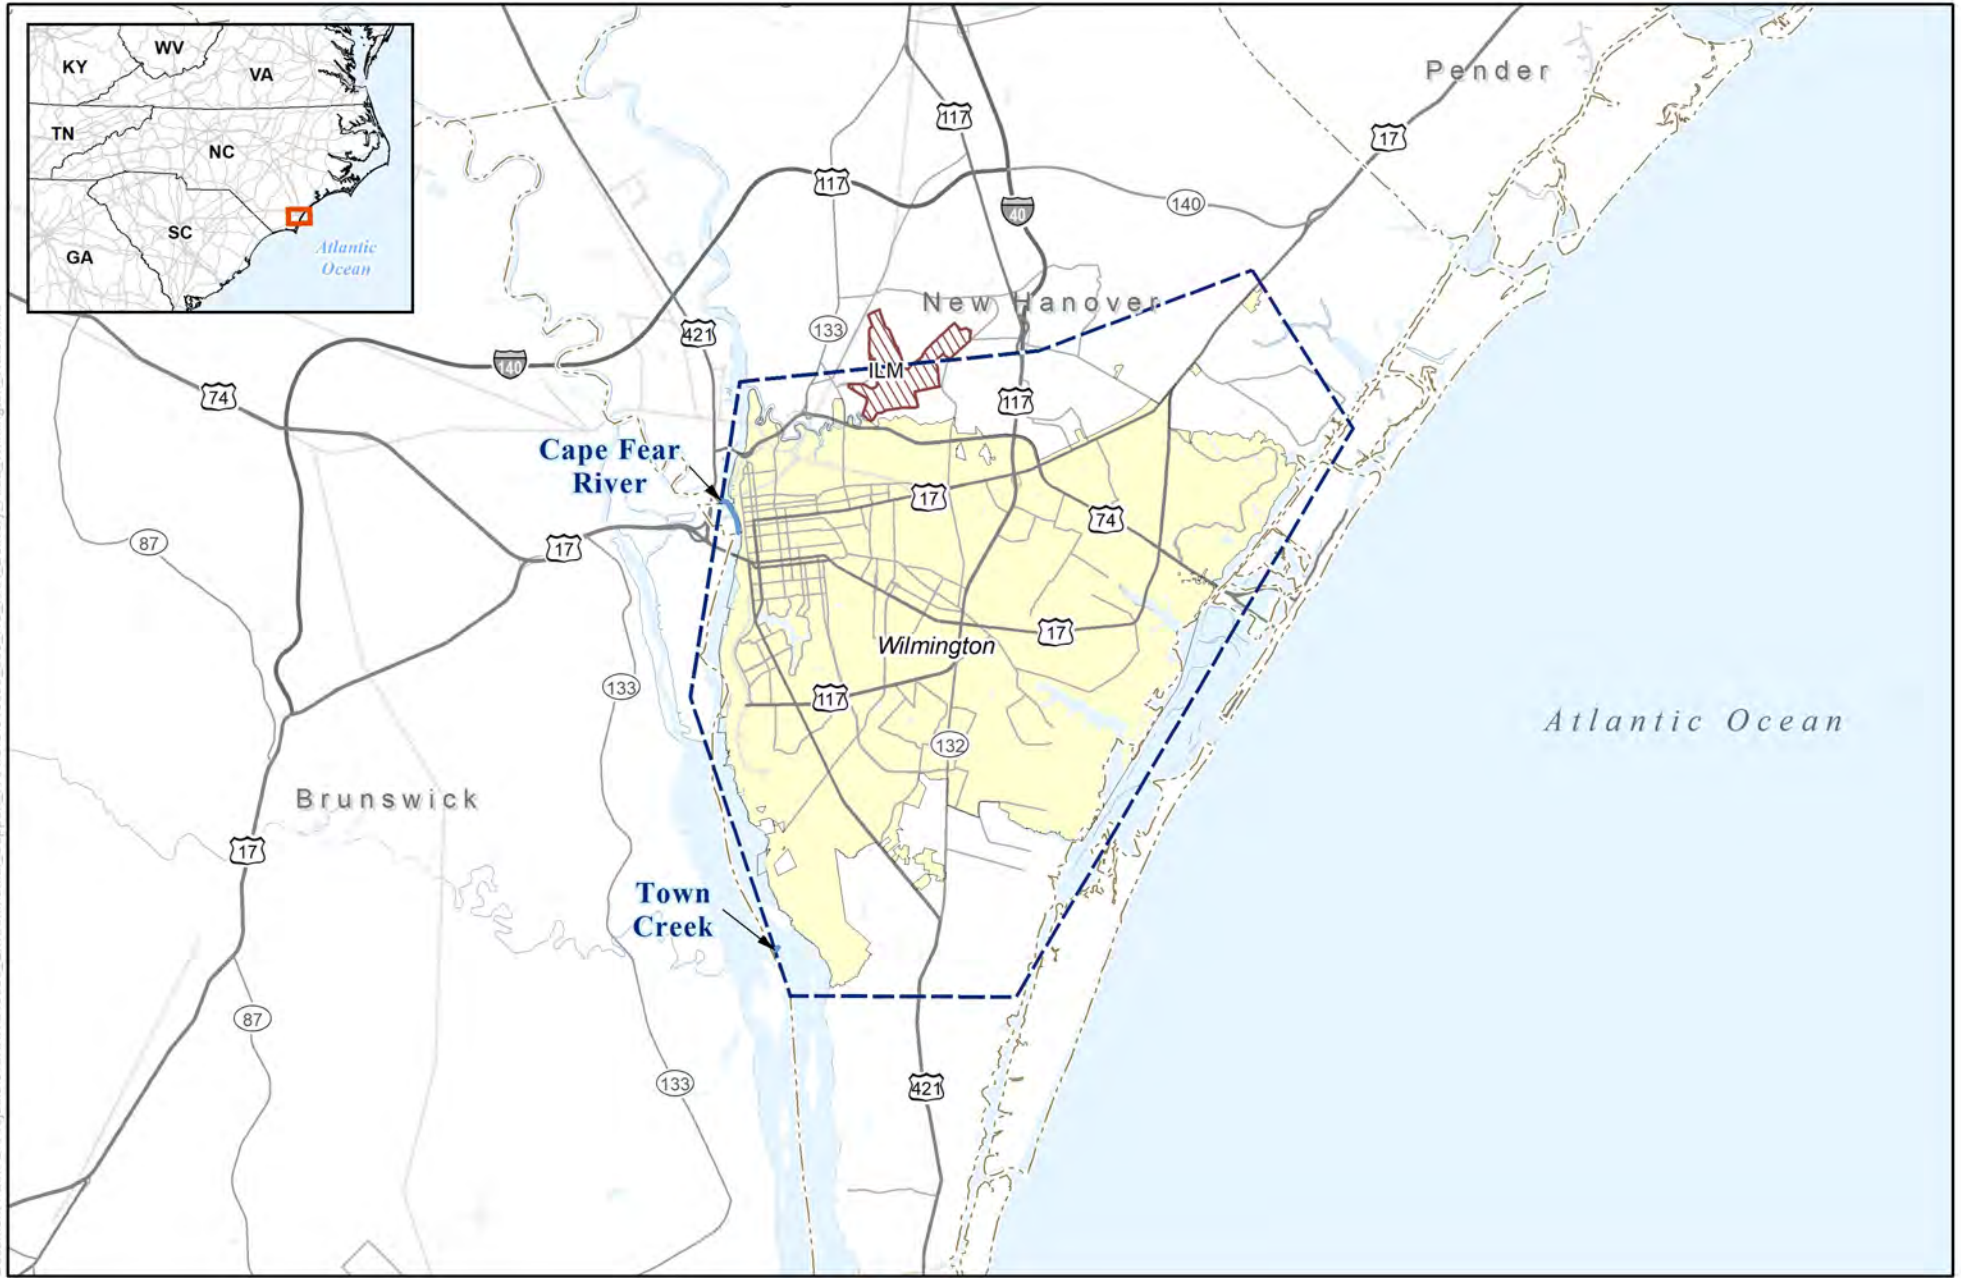 WV
KY
VA
TN
NC
SC
GA
Atlantic
Ocean
Pender
117
17
117
140
40
New Hanover
133
421
140
ILM
74
117
Cape Fear
River
17
74
87
17
17
Wilmington
133
117
132
Atlantic Ocean
Brunswick
17
Town
Creek
87
133
421